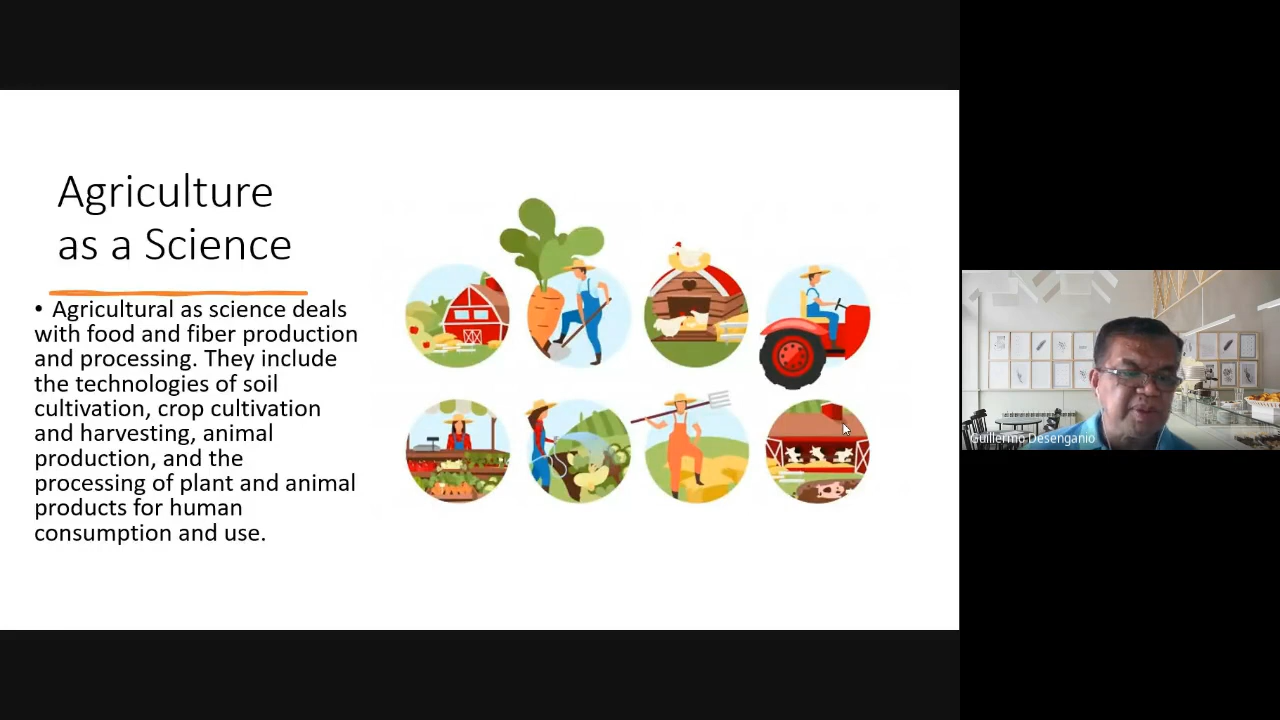 Agriculture
as a Science
• Agricultural as science deals
with food and fiber production
and processing. They include
the technologies of soil
cultivation, crop cultivation
and harvesting, animal
production, and the
processing of plant and animal
products for human
consumption and use.
Guillermo Desenganio